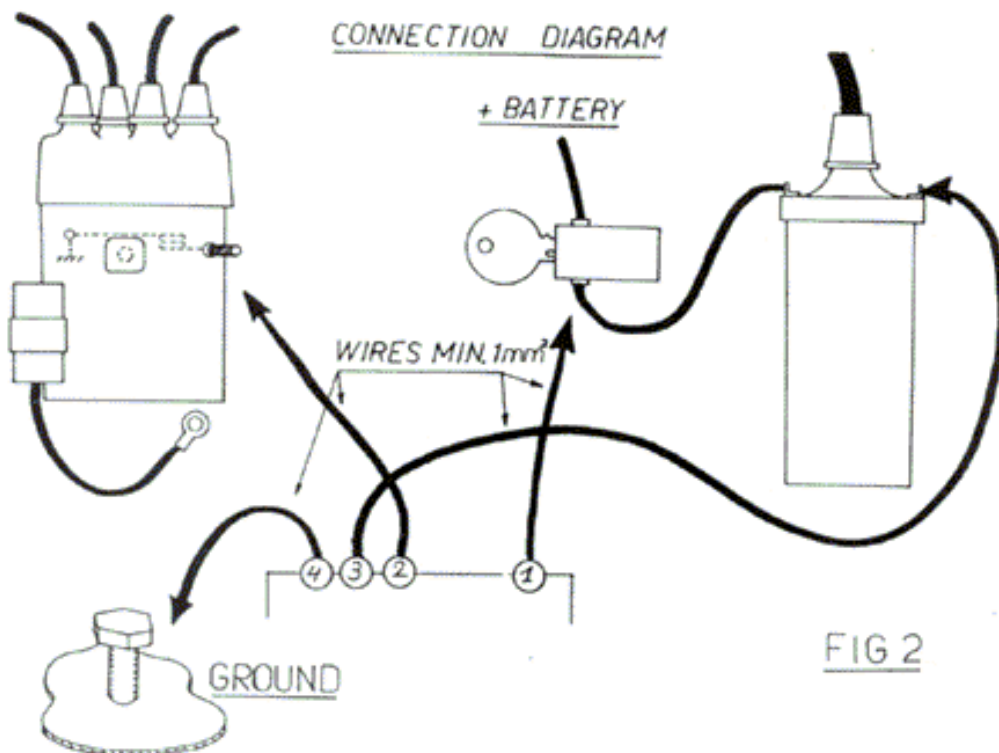 CONNECTION DIAGRAM
+ BATTERY
WIRES MIN. 1mm²
4 3 2 1
GROUND
FIG 2